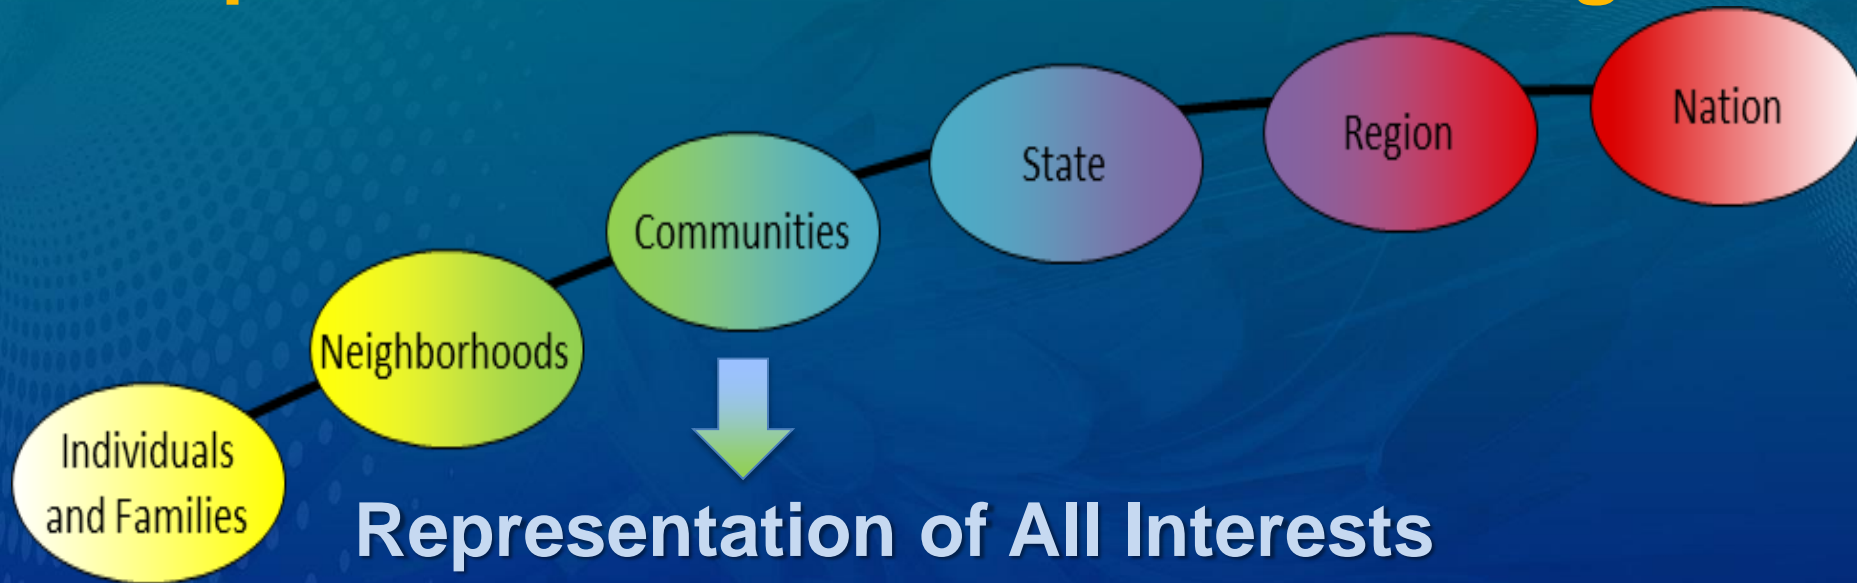 Nation
Region
State
Communities
Neighborhoods
Individuals
and Families
Representation of All Interests